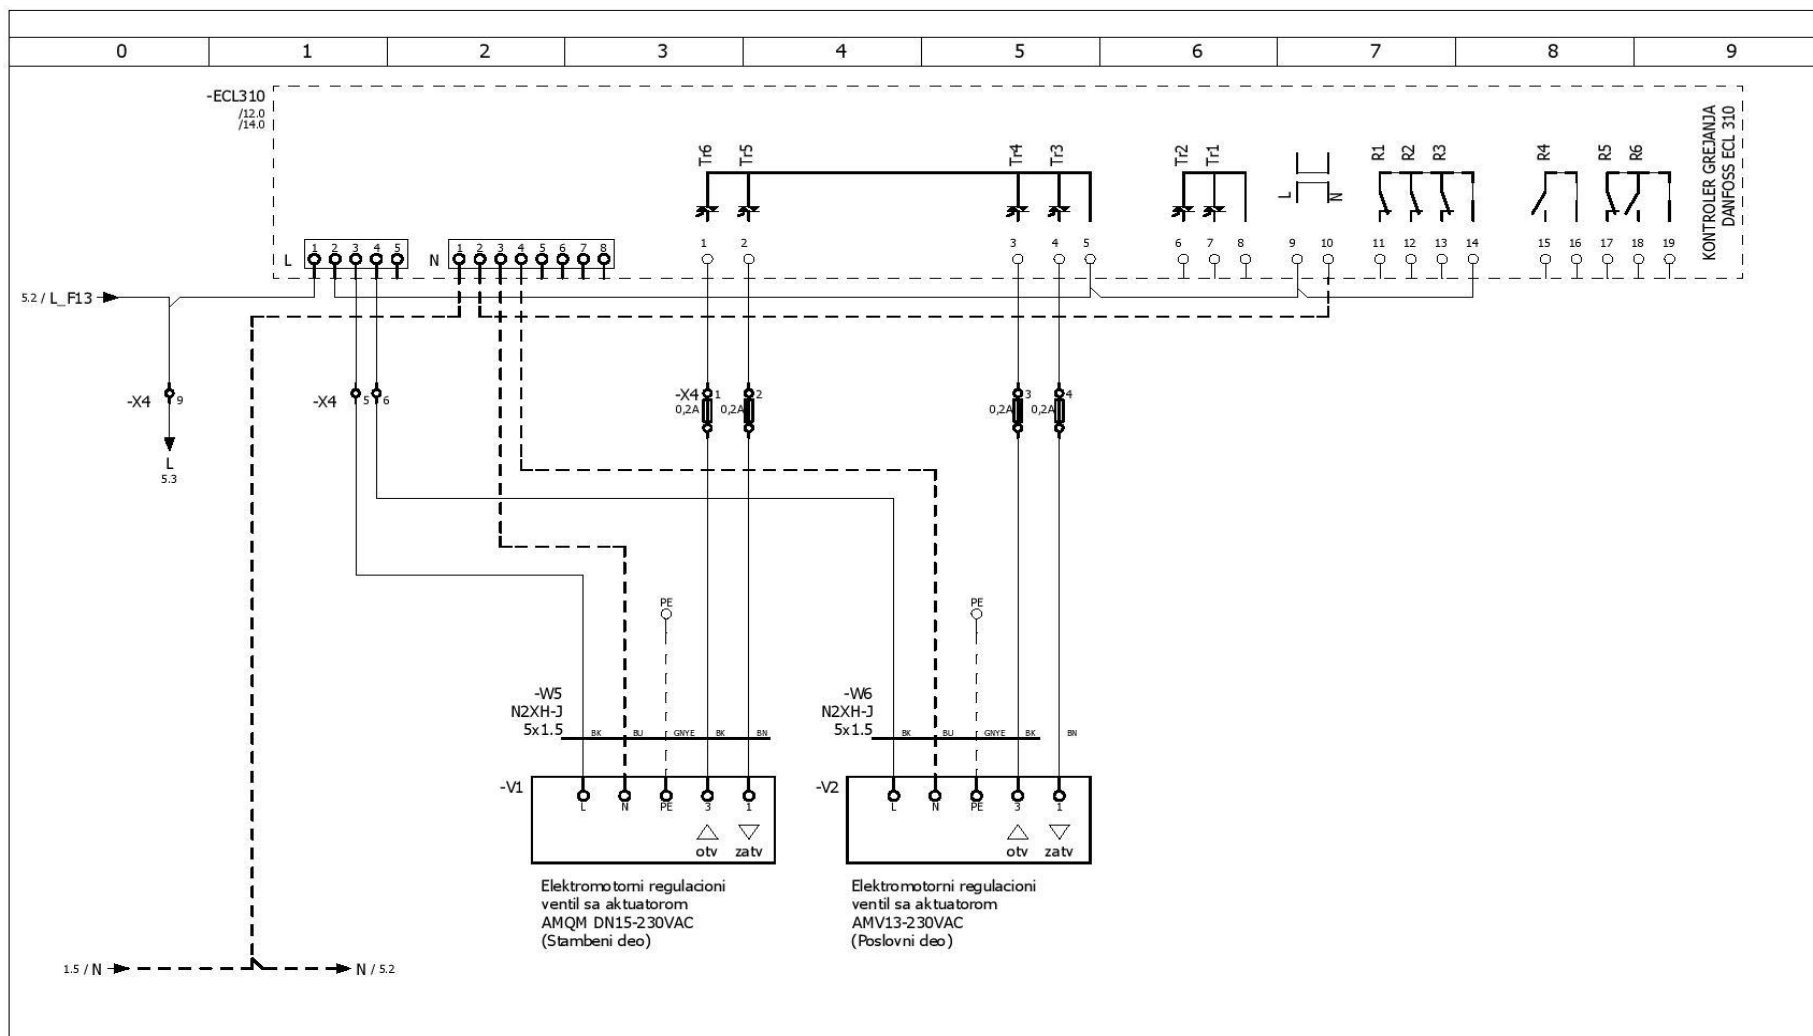 0 1 2 3 4 5 6 7 8 9
-ECL310
/12.0
/14.0
Tr6 Tr5 Tr4 Tr3 Tr2 Tr1 L N R1 R2 R3 R4 R5 R6
KONTROLER GREJANJA
DANFOSS ECL 310
L 1 2 3 4 5 N 1 2 3 4 5 6 7 8 1 2 3 4 5 6 7 8 9 10 11 12 13 14 15 16 17 18 19
5.2 / L_F13
-X4 9 -X4 5 6 -X4 1 2 3 4
0,2A 0,2A 0,2A 0,2A
L
5.3
PE PE
-W5
N2XH-J
5x1.5
BK BU GNYE BK BN
-W6
N2XH-J
5x1.5
BK BU GNYE BK BN
-V1
L N PE 3 1
otv zatv
-V2
L N PE 3 1
otv zatv
Elektromotorni regulacioni
ventil sa aktuatorom
AMQM DN15-230VAC
(Stambeni deo)
Elektromotorni regulacioni
ventil sa aktuatorom
AMV13-230VAC
(Poslovni deo)
1.5 / N N / 5.2